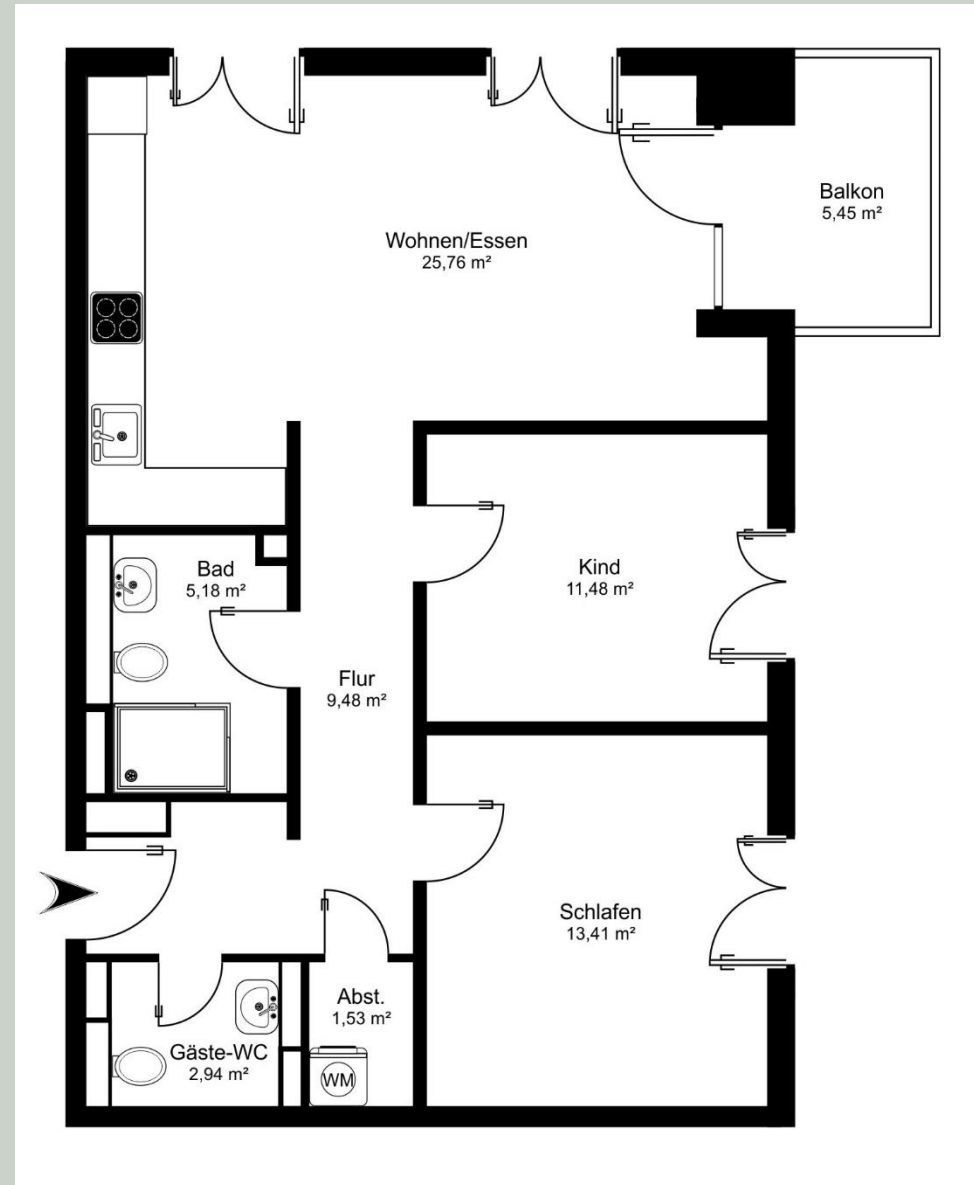 Balkon
5,45 m²
Wohnen/Essen
25,76 m²
Bad
5,18 m²
Kind
11,48 m²
Flur
9,48 m²
Schlafen
13,41 m²
Abst.
1,53 m²
Gäste-WC
2,94 m²
WM